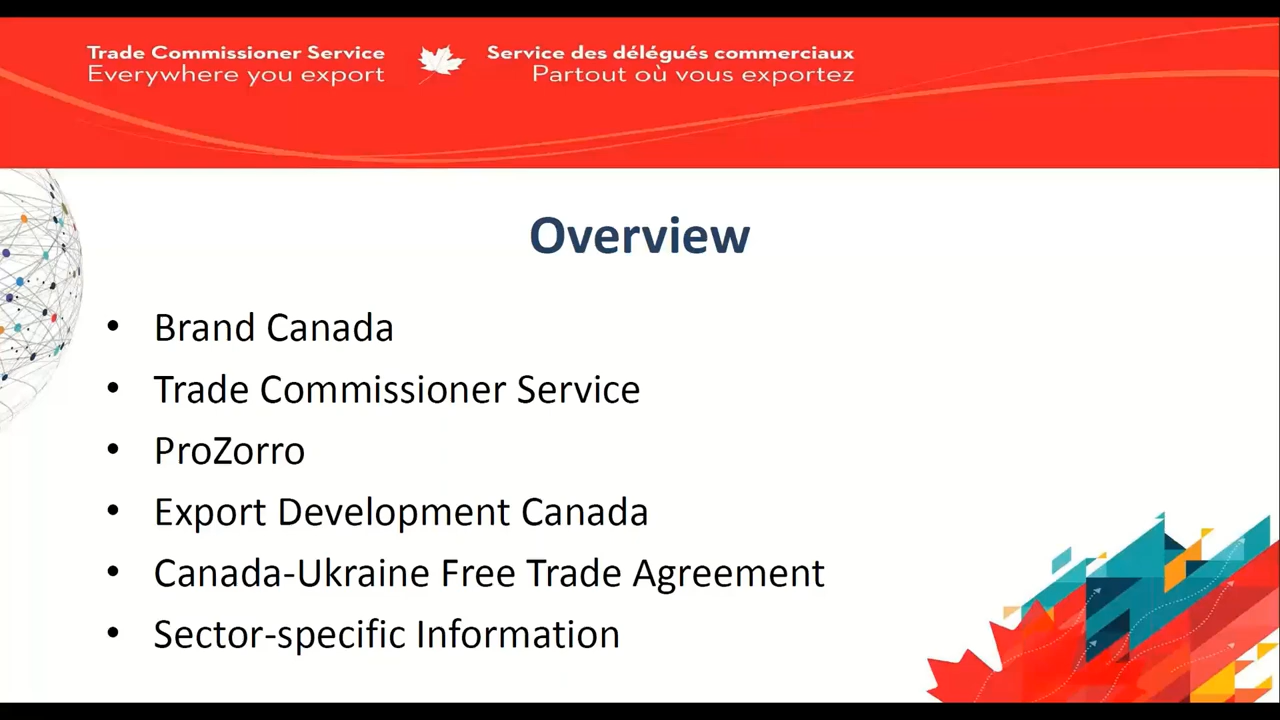 Trade Commissioner Service
Everywhere you export
Service des délégués commerciaux
Partout où vous exportez
Overview
• Brand Canada
• Trade Commissioner Service
• ProZorro
• Export Development Canada
• Canada-Ukraine Free Trade Agreement
• Sector-specific Information